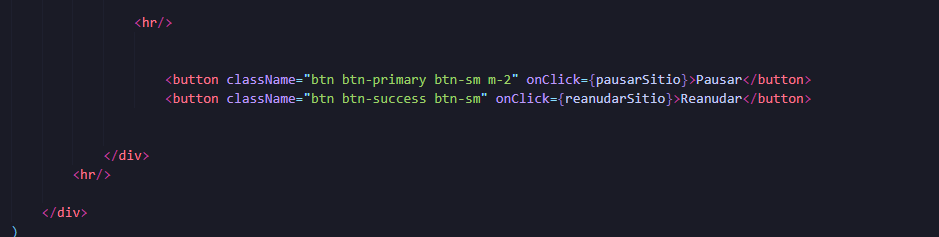 <hr/>
<button className="btn btn-primary btn-sm m-2" onClick={pausarSitio}>Pausar</button>
<button className="btn btn-success btn-sm" onClick={reanudarSitio}>Reanudar</button>
</div>
<hr/>
</div>
)